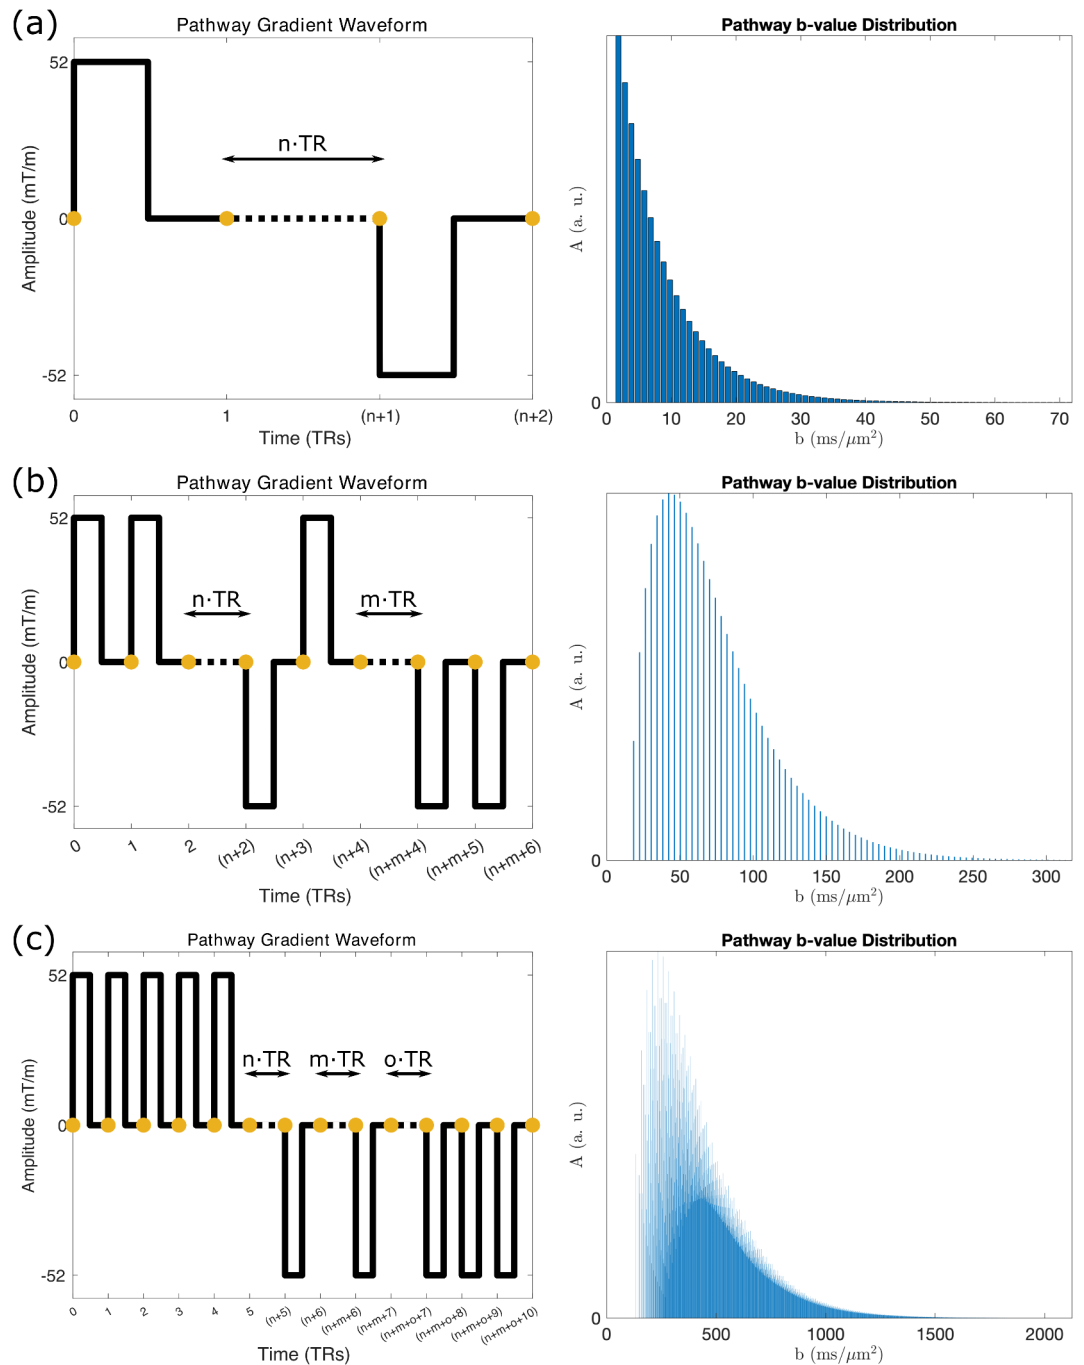 (a)
Pathway Gradient Waveform
52
0
-52
Amplitude (mT/m)
n·TR
0
1
(n+1)
(n+2)
Time (TRs)
Pathway b-value Distribution
A (a. u.)
0
0
10
20
30
40
50
60
70
b (ms/μm²)
(b)
Pathway Gradient Waveform
52
0
-52
Amplitude (mT/m)
n·TR
m·TR
0
1
2
(n+2)
(n+3)
(n+4)
(n+m+4)
(n+m+5)
(n+m+6)
Time (TRs)
Pathway b-value Distribution
A (a. u.)
0
0
50
100
150
200
250
300
b (ms/μm²)
(c)
Pathway Gradient Waveform
52
0
-52
Amplitude (mT/m)
n·TR
m·TR
o·TR
0
1
2
3
4
5
(n+5)
(n+6)
(n+m+6)
(n+m+7)
(n+m+o+7)
(n+m+o+8)
(n+m+o+9)
(n+m+o+10)
Time (TRs)
Pathway b-value Distribution
A (a. u.)
0
500
1000
1500
2000
b (ms/μm²)